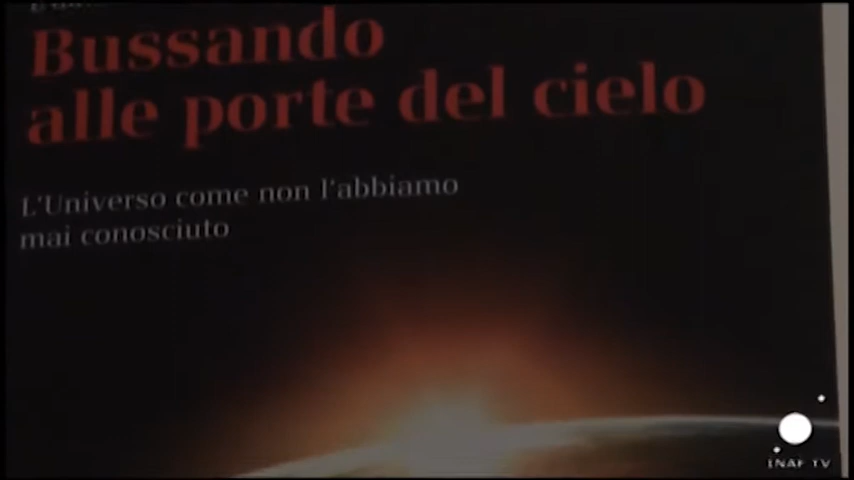 Bussando
alle porte del cielo
L'Universo come non l'abbiamo
mai conosciuto
INAF TV